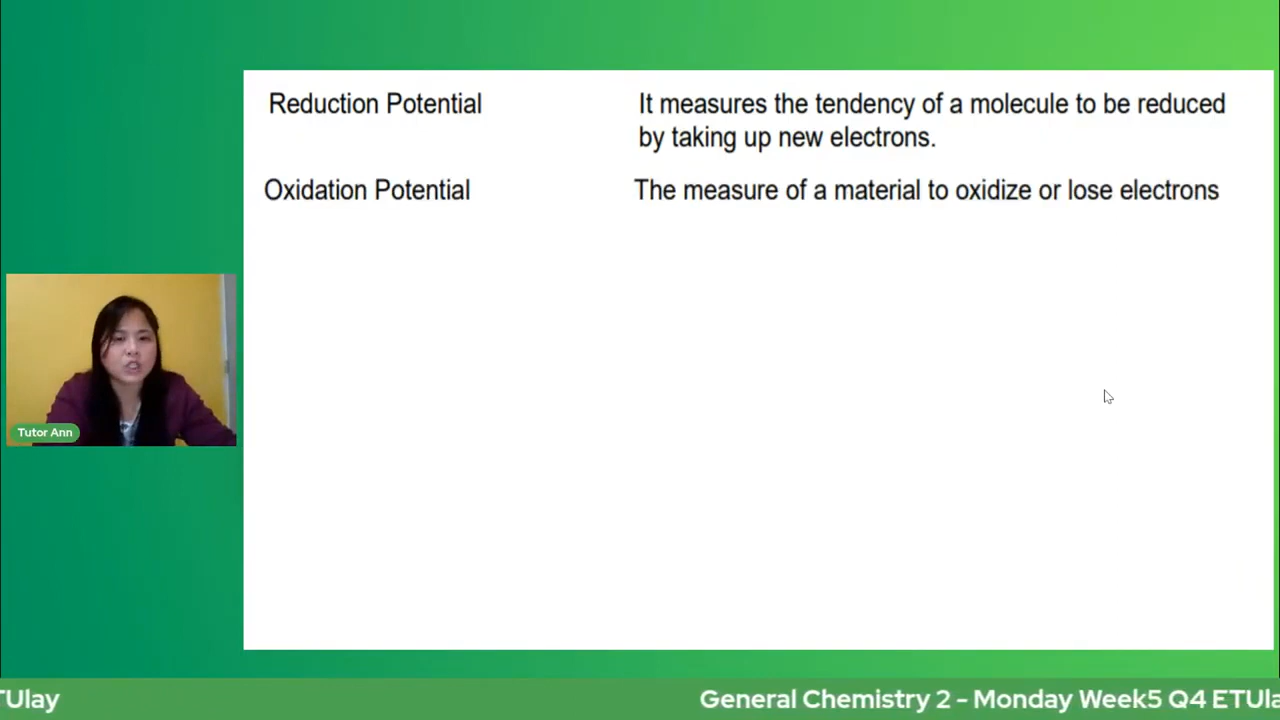 Reduction Potential
It measures the tendency of a molecule to be reduced
by taking up new electrons.
Oxidation Potential
The measure of a material to oxidize or lose electrons
Tutor Ann
TUlay
General Chemistry 2 - Monday Week5 Q4 ETUla